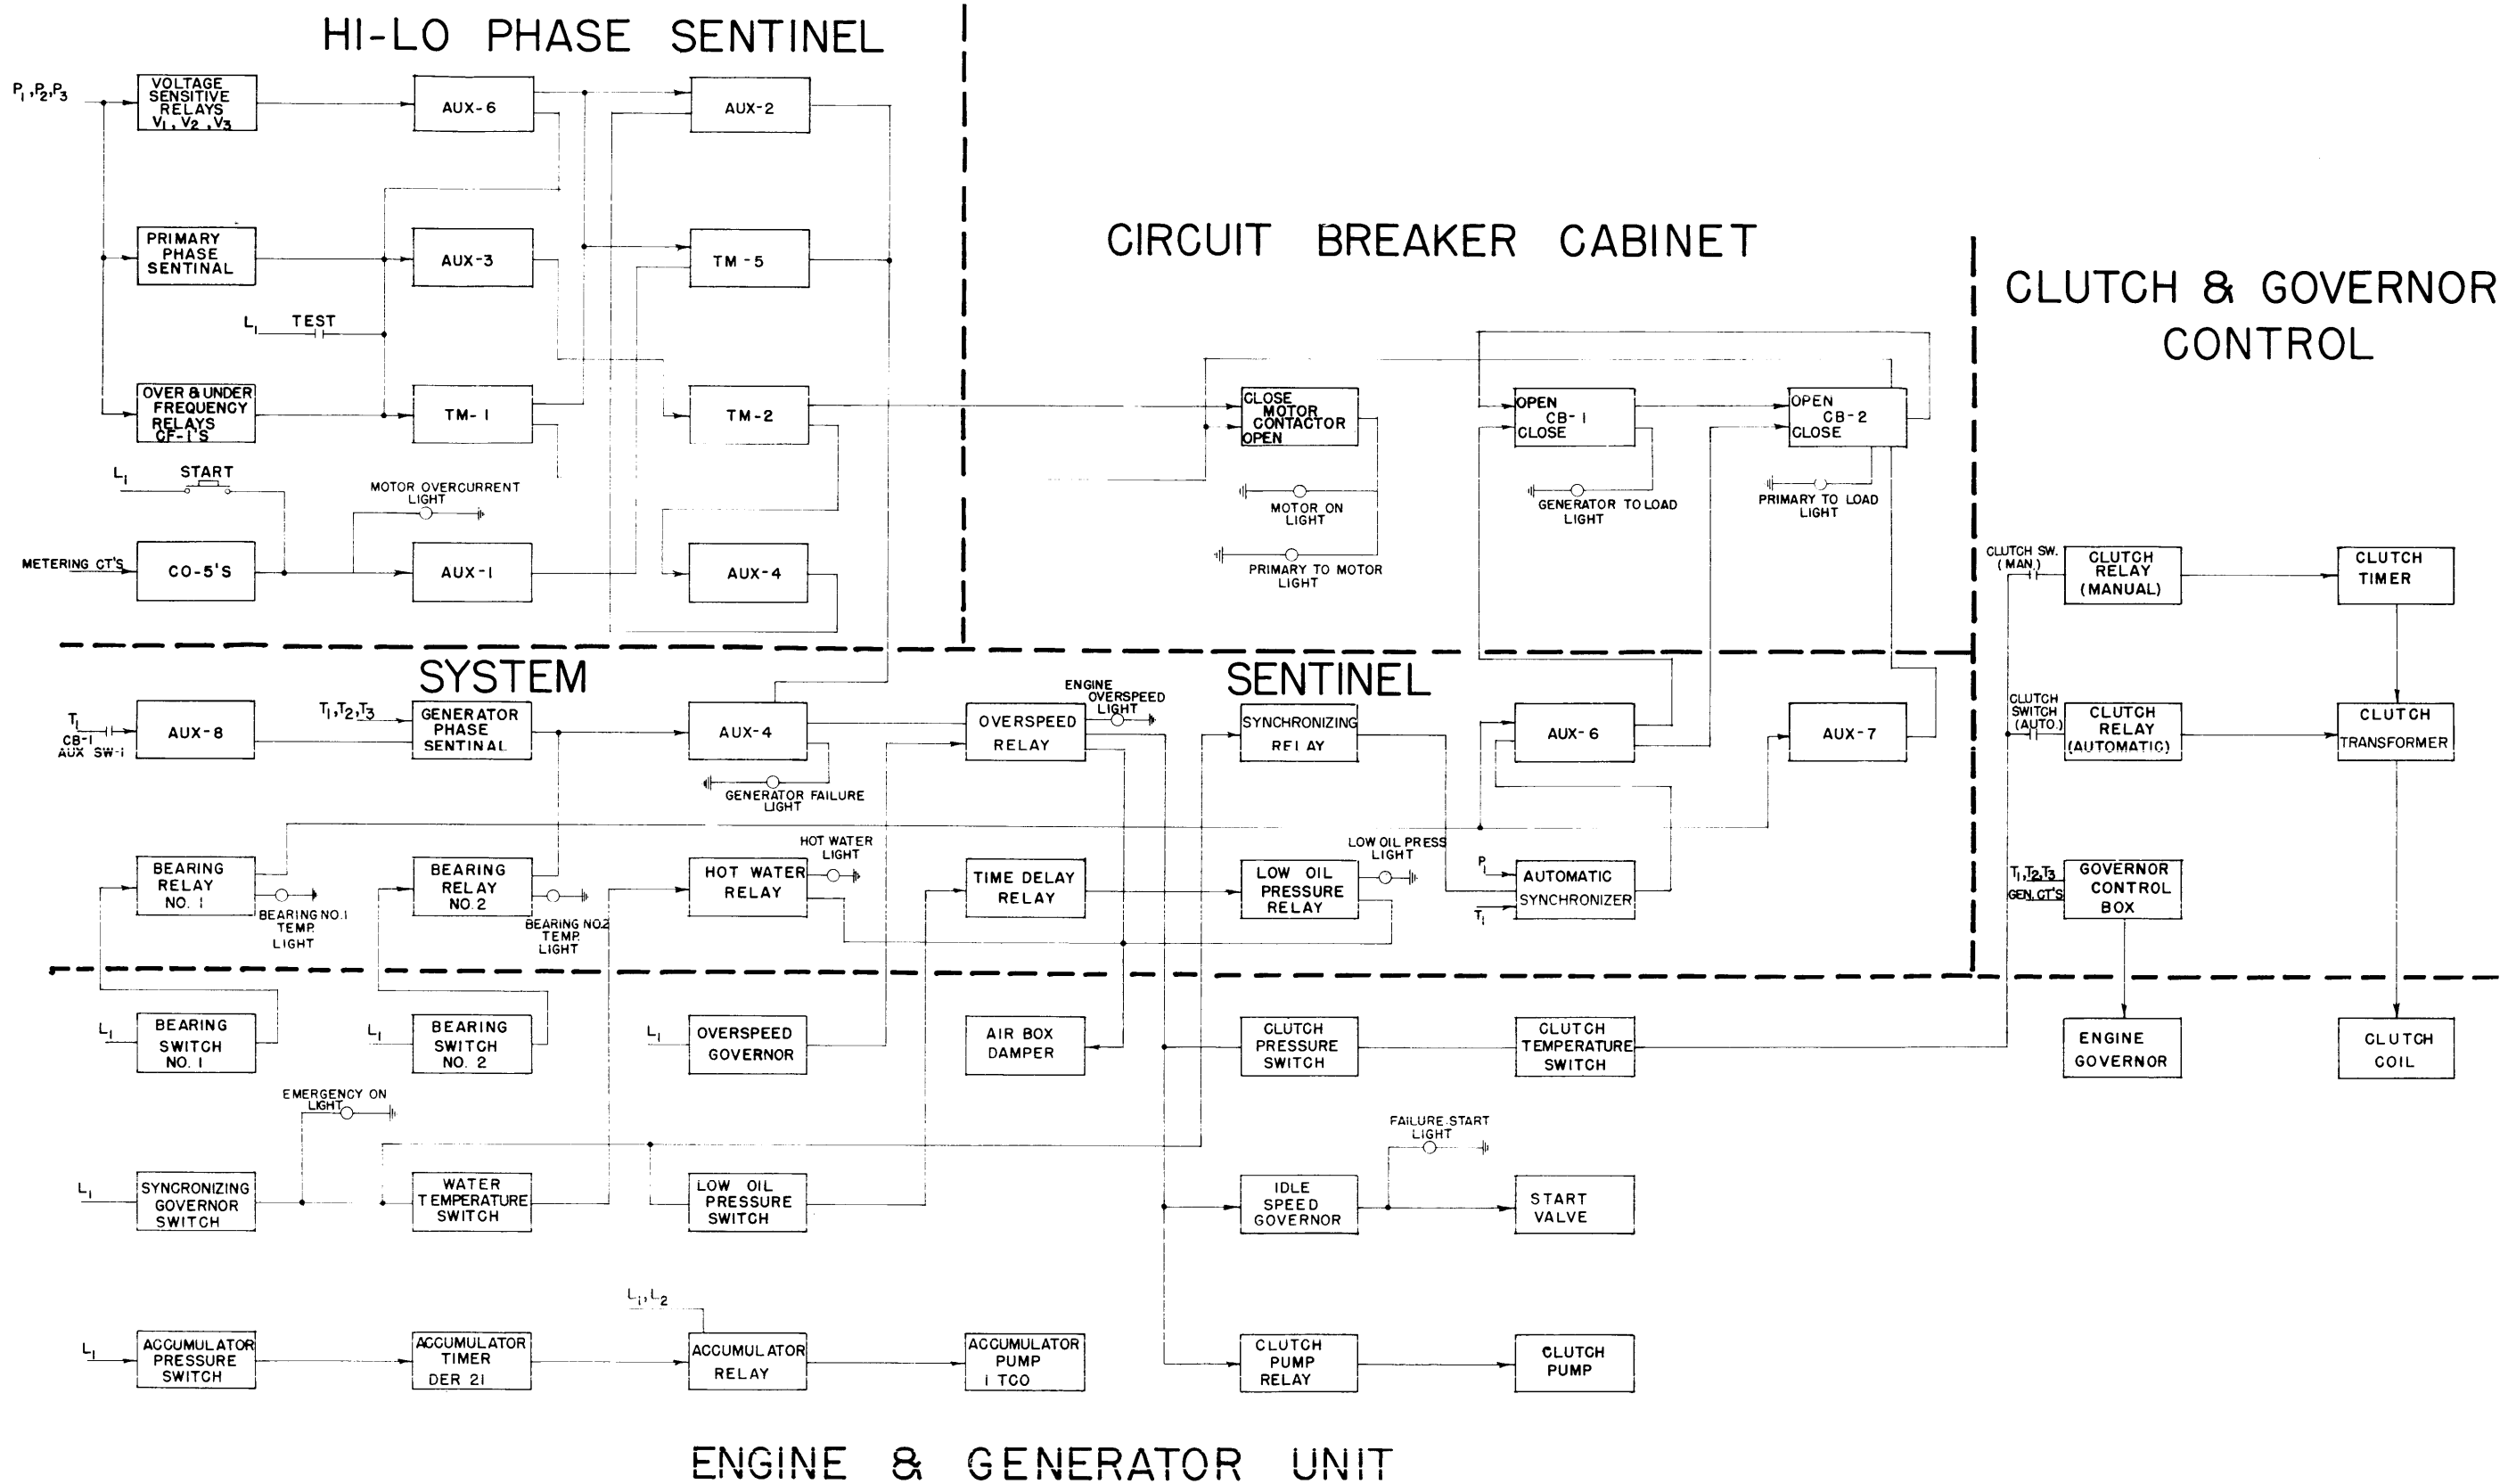 HI-LO PHASE SENTINEL
P1,P2,P3
VOLTAGE
SENSITIVE
RELAYS
V1, V2, V3
AUX-6
AUX-2
PRIMARY
PHASE
SENTINAL
AUX-3
TM-5
L1
TEST
OVER & UNDER
FREQUENCY
RELAYS
CF-1'S
TM-1
TM-2
L1
START
MOTOR OVERCURRENT
LIGHT
METERING CT'S
CO-5'S
AUX-1
AUX-4
CIRCUIT BREAKER CABINET
CLOSE
MOTOR
CONTACTOR
OPEN
OPEN
CB-1
CLOSE
OPEN
CB-2
CLOSE
MOTOR ON
LIGHT
GENERATOR TO LOAD
LIGHT
PRIMARY TO LOAD
LIGHT
PRIMARY TO MOTOR
LIGHT
CLUTCH & GOVERNOR
CONTROL
CLUTCH SW.
(MAN.)
CLUTCH
RELAY
(MANUAL)
CLUTCH
TIMER
CLUTCH
SWITCH
(AUTO.)
CLUTCH
RELAY
(AUTOMATIC)
CLUTCH
TRANSFORMER
T1,T2,T3
GEN. CT'S
GOVERNOR
CONTROL
BOX
SYSTEM SENTINEL
T1
CB-1
AUX SW-1
AUX-8
T1,T2,T3
GENERATOR
PHASE
SENTINAL
AUX-4
GENERATOR FAILURE
LIGHT
OVERSPEED
RELAY
ENGINE
OVERSPEED
LIGHT
SYNCHRONIZING
RELAY
AUX-6
AUX-7
BEARING
RELAY
NO. 1
BEARING NO.1
TEMP.
LIGHT
BEARING
RELAY
NO.2
BEARING NO.2
TEMP.
LIGHT
HOT WATER
RELAY
HOT WATER
LIGHT
TIME DELAY
RELAY
LOW OIL
PRESSURE
RELAY
LOW OIL PRESS
LIGHT
P1
T1
AUTOMATIC
SYNCHRONIZER
L1
BEARING
SWITCH
NO. 1
L1
BEARING
SWITCH
NO. 2
L1
OVERSPEED
GOVERNOR
AIR BOX
DAMPER
CLUTCH
PRESSURE
SWITCH
CLUTCH
TEMPERATURE
SWITCH
ENGINE
GOVERNOR
CLUTCH
COIL
EMERGENCY ON
LIGHT
L1
SYNCRONIZING
GOVERNOR
SWITCH
WATER
TEMPERATURE
SWITCH
LOW OIL
PRESSURE
SWITCH
IDLE
SPEED
GOVERNOR
FAILURE-START
LIGHT
START
VALVE
L1
ACCUMULATOR
PRESSURE
SWITCH
ACCUMULATOR
TIMER
DER 21
L1, L2
ACCUMULATOR
RELAY
ACCUMULATOR
PUMP
1 TCO
CLUTCH
PUMP
RELAY
CLUTCH
PUMP
ENGINE & GENERATOR UNIT